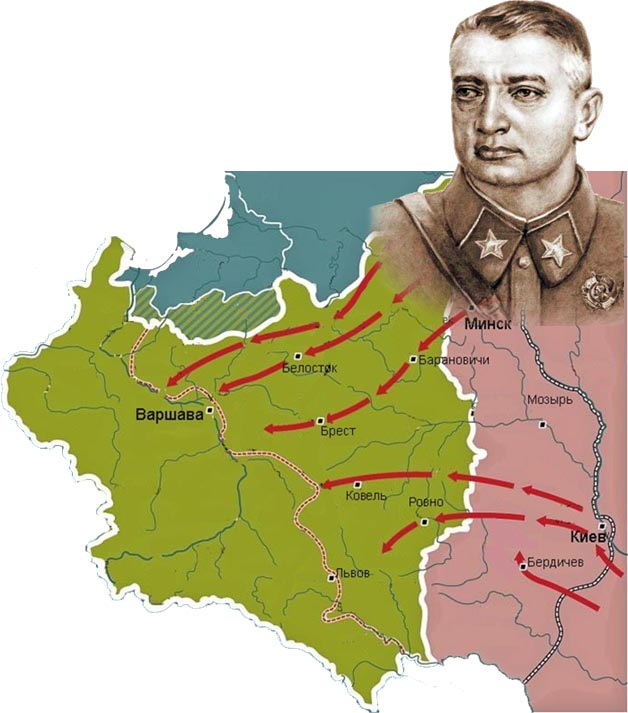 Минск
Барановичи
Белосток
Мозырь
Варшава
Брест
Ковель
Ровно
Киев
Бердичев
Львов